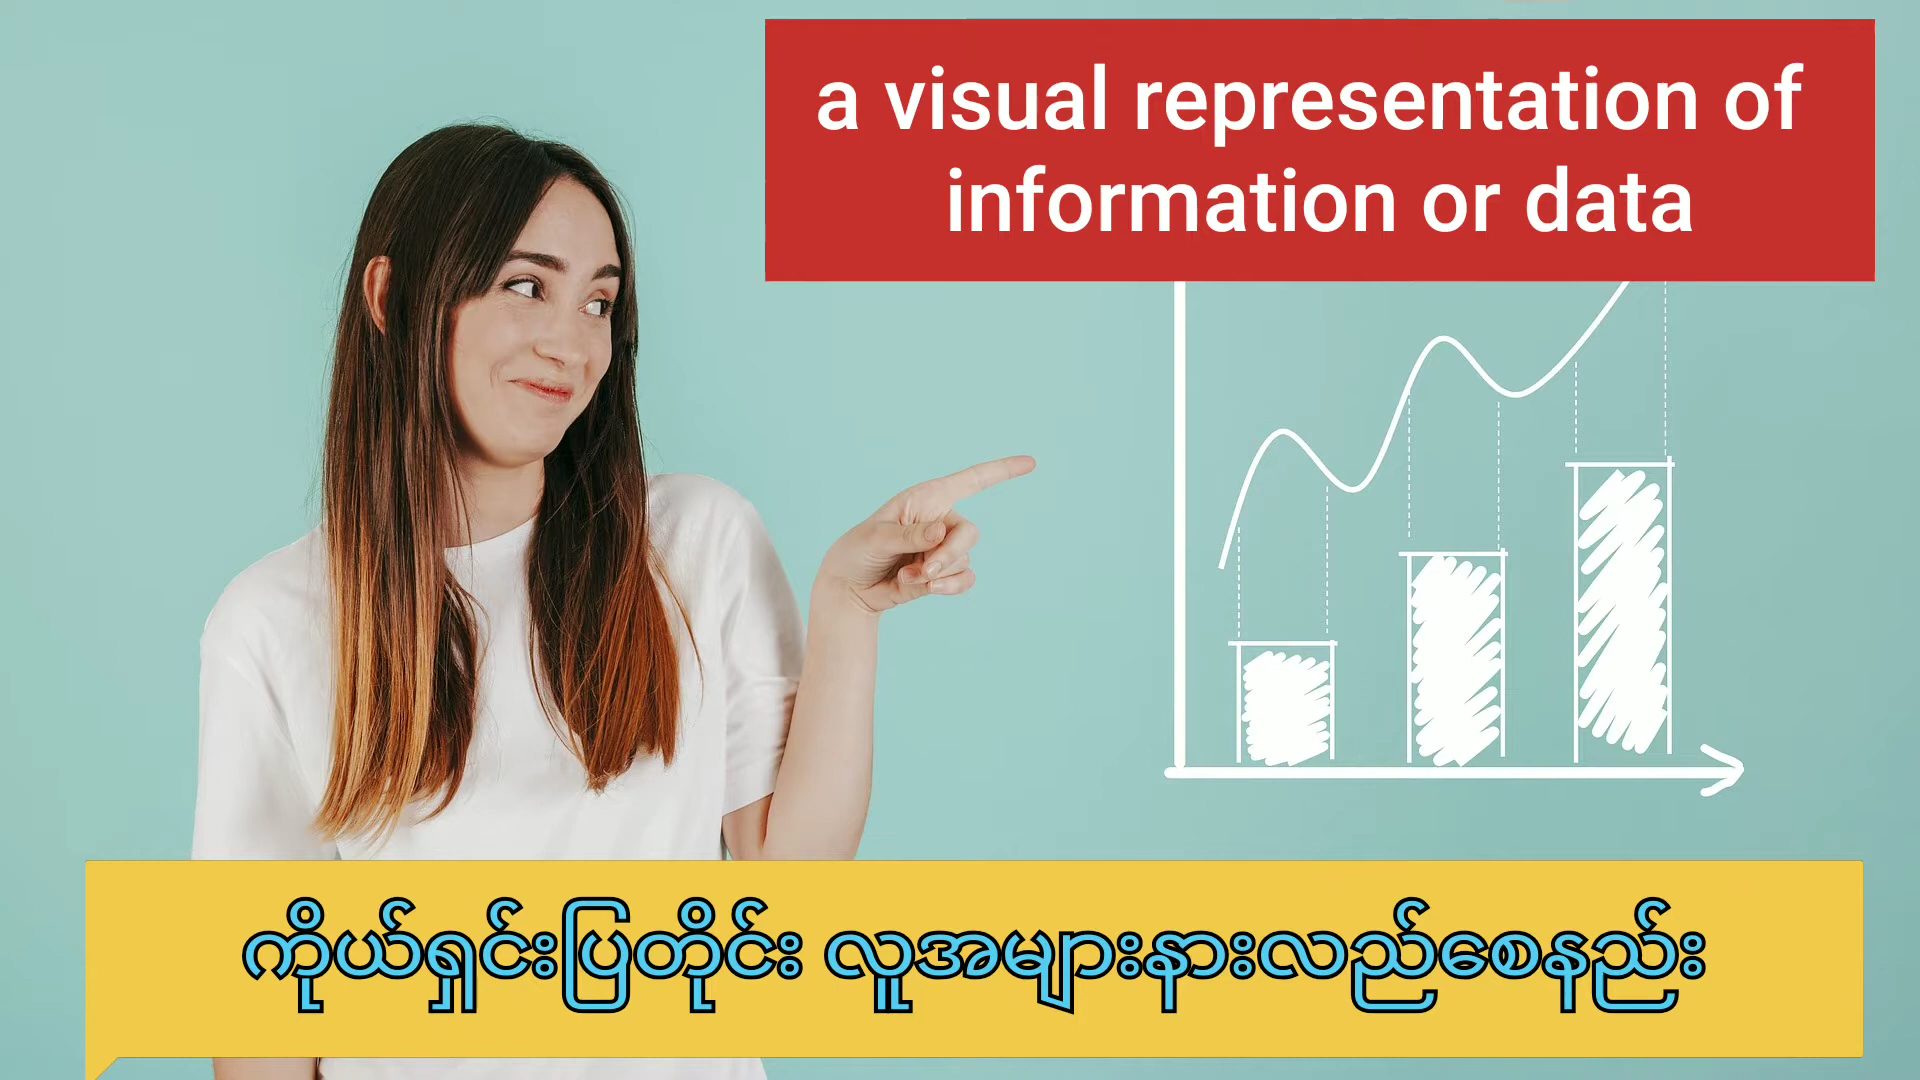 a visual representation of
information or data
ကိုယ်ရှင်းပြတိုင်း လူအများနားလည်စေနည်း